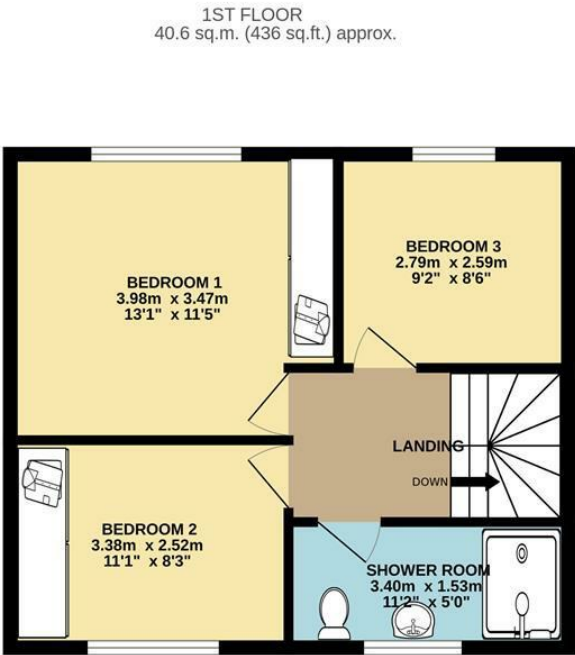 1ST FLOOR
40.6 sq.m. (436 sq.ft.) approx.
BEDROOM 1
3.98m x 3.47m
13'1" x 11'5"
BEDROOM 3
2.79m x 2.59m
9'2" x 8'6"
LANDING
DOWN
BEDROOM 2
3.38m x 2.52m
11'1" x 8'3"
SHOWER ROOM
3.40m x 1.53m
11'2" x 5'0"